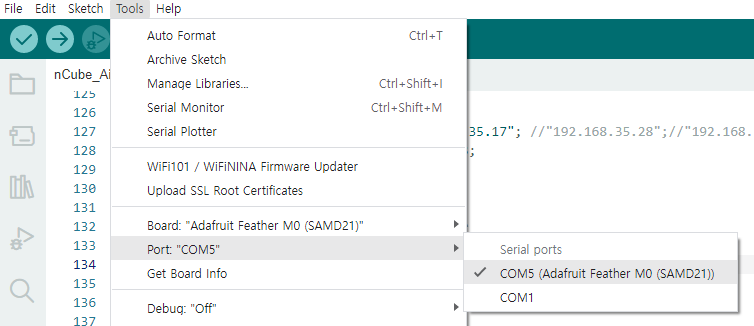 File Edit Sketch Tools Help
Auto Format Ctrl+T
Archive Sketch
nCube_Ai
Manage Libraries... Ctrl+Shift+I
125
Serial Monitor Ctrl+Shift+M
126
127
Serial Plotter
35.17"; //"192.168.35.28";//"192.168.
128
;
129
WiFi101 / WiFiNINA Firmware Updater
130
Upload SSL Root Certificates
131
132
Board: "Adafruit Feather M0 (SAMD21)"
133
Port: "COM5"
Serial ports
134
Get Board Info
COM5 (Adafruit Feather M0 (SAMD21))
135
COM1
136
Debug: "Off"
137